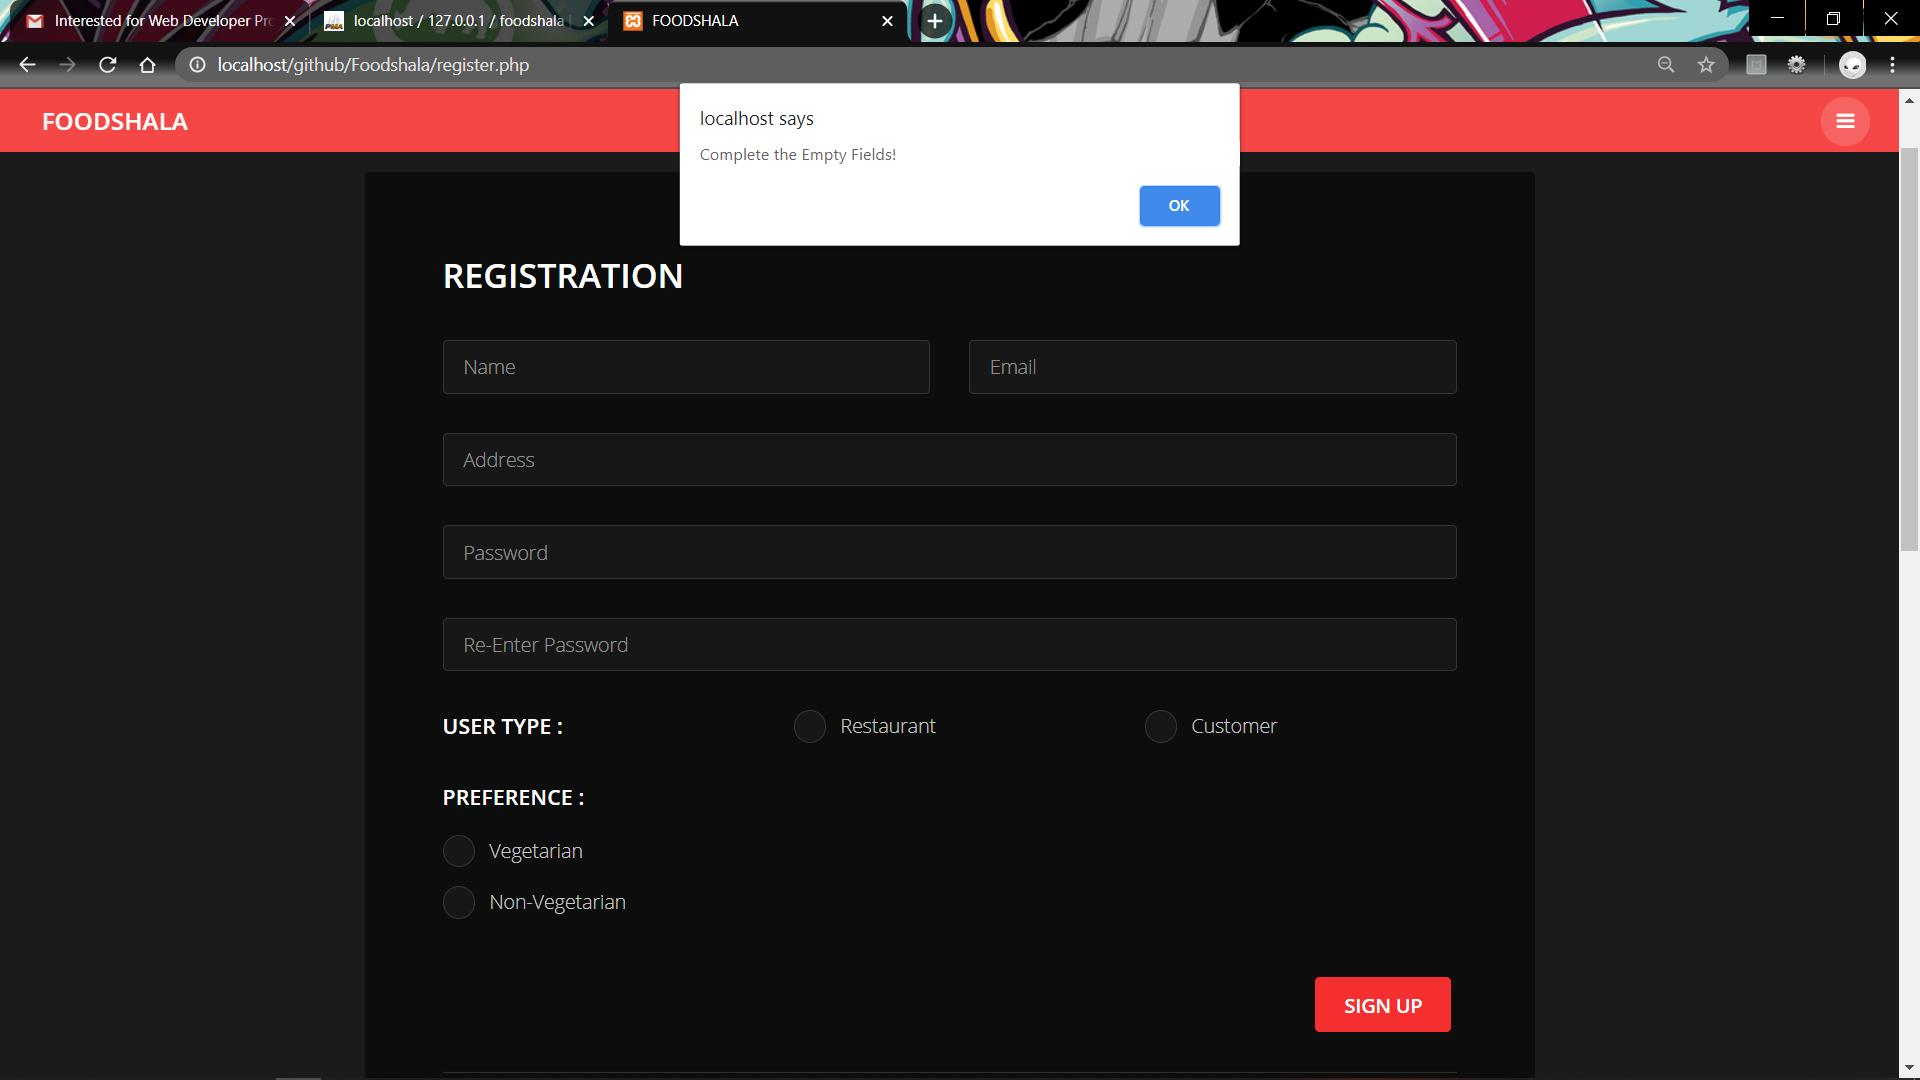 Interested for Web Developer Pr
localhost / 127.0.0.1 / foodshala
FOODSHALA
localhost/github/Foodshala/register.php
FOODSHALA
localhost says
Complete the Empty Fields!
OK
REGISTRATION
Name
Email
Address
Password
Re-Enter Password
USER TYPE :
Restaurant
Customer
PREFERENCE :
Vegetarian
Non-Vegetarian
SIGN UP